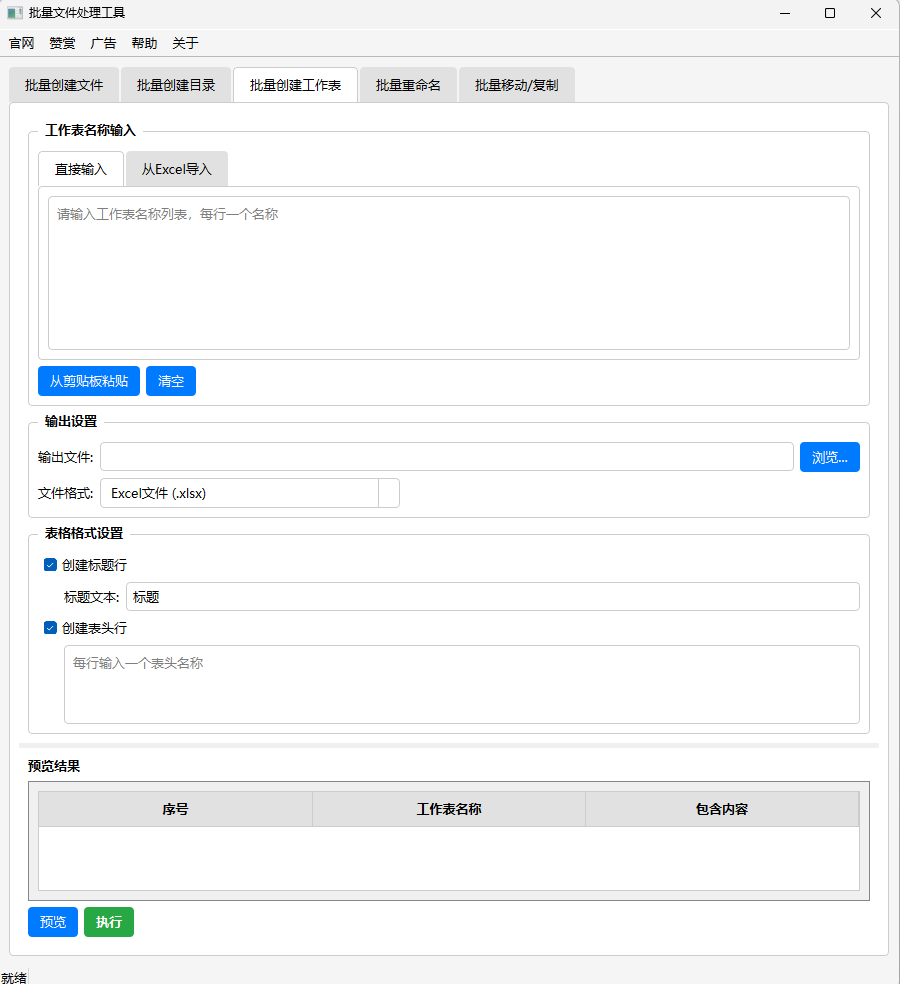 批量文件处理工具
官网 赞赏 广告 帮助 关于
批量创建文件 批量创建目录 批量创建工作表 批量重命名 批量移动/复制
工作表名称输入
直接输入 从Excel导入
请输入工作表名称列表，每行一个名称
从剪贴板粘贴 清空
输出设置
输出文件: 浏览...
文件格式: Excel文件 (.xlsx)
表格格式设置
创建标题行
标题文本: 标题
创建表头行
每行输入一个表头名称
预览结果
序号 工作表名称 包含内容
预览 执行
就绪